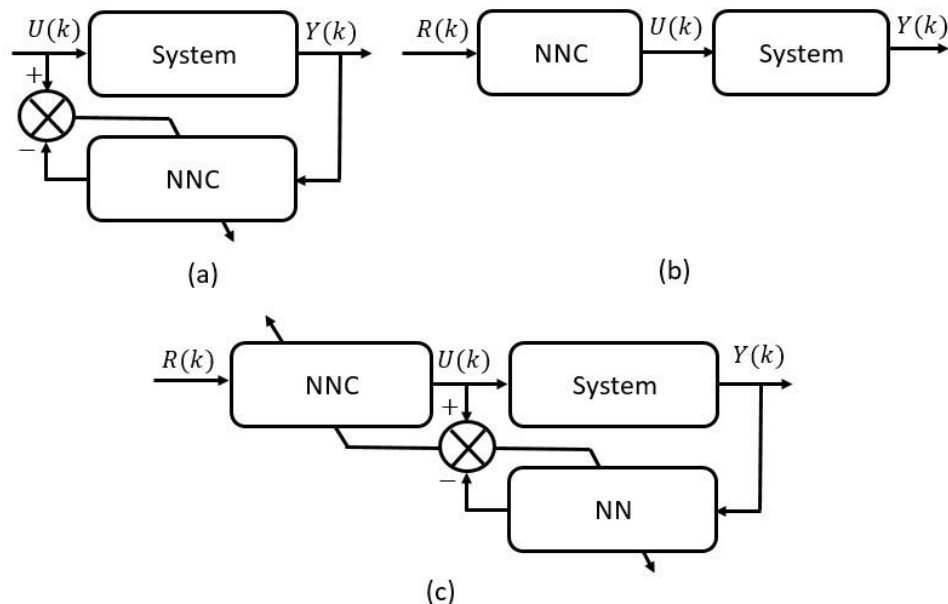 U(k) System Y(k)
+
−
NNC
(a)
R(k) NNC U(k) System Y(k)
(b)
R(k) NNC U(k) System Y(k)
+
−
NN
(c)